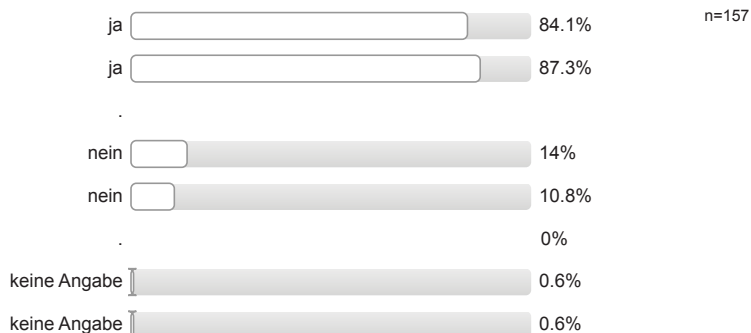 ja 84.1% n=157
ja 87.3%
.
nein 14%
nein 10.8%
. 0%
keine Angabe 0.6%
keine Angabe 0.6%